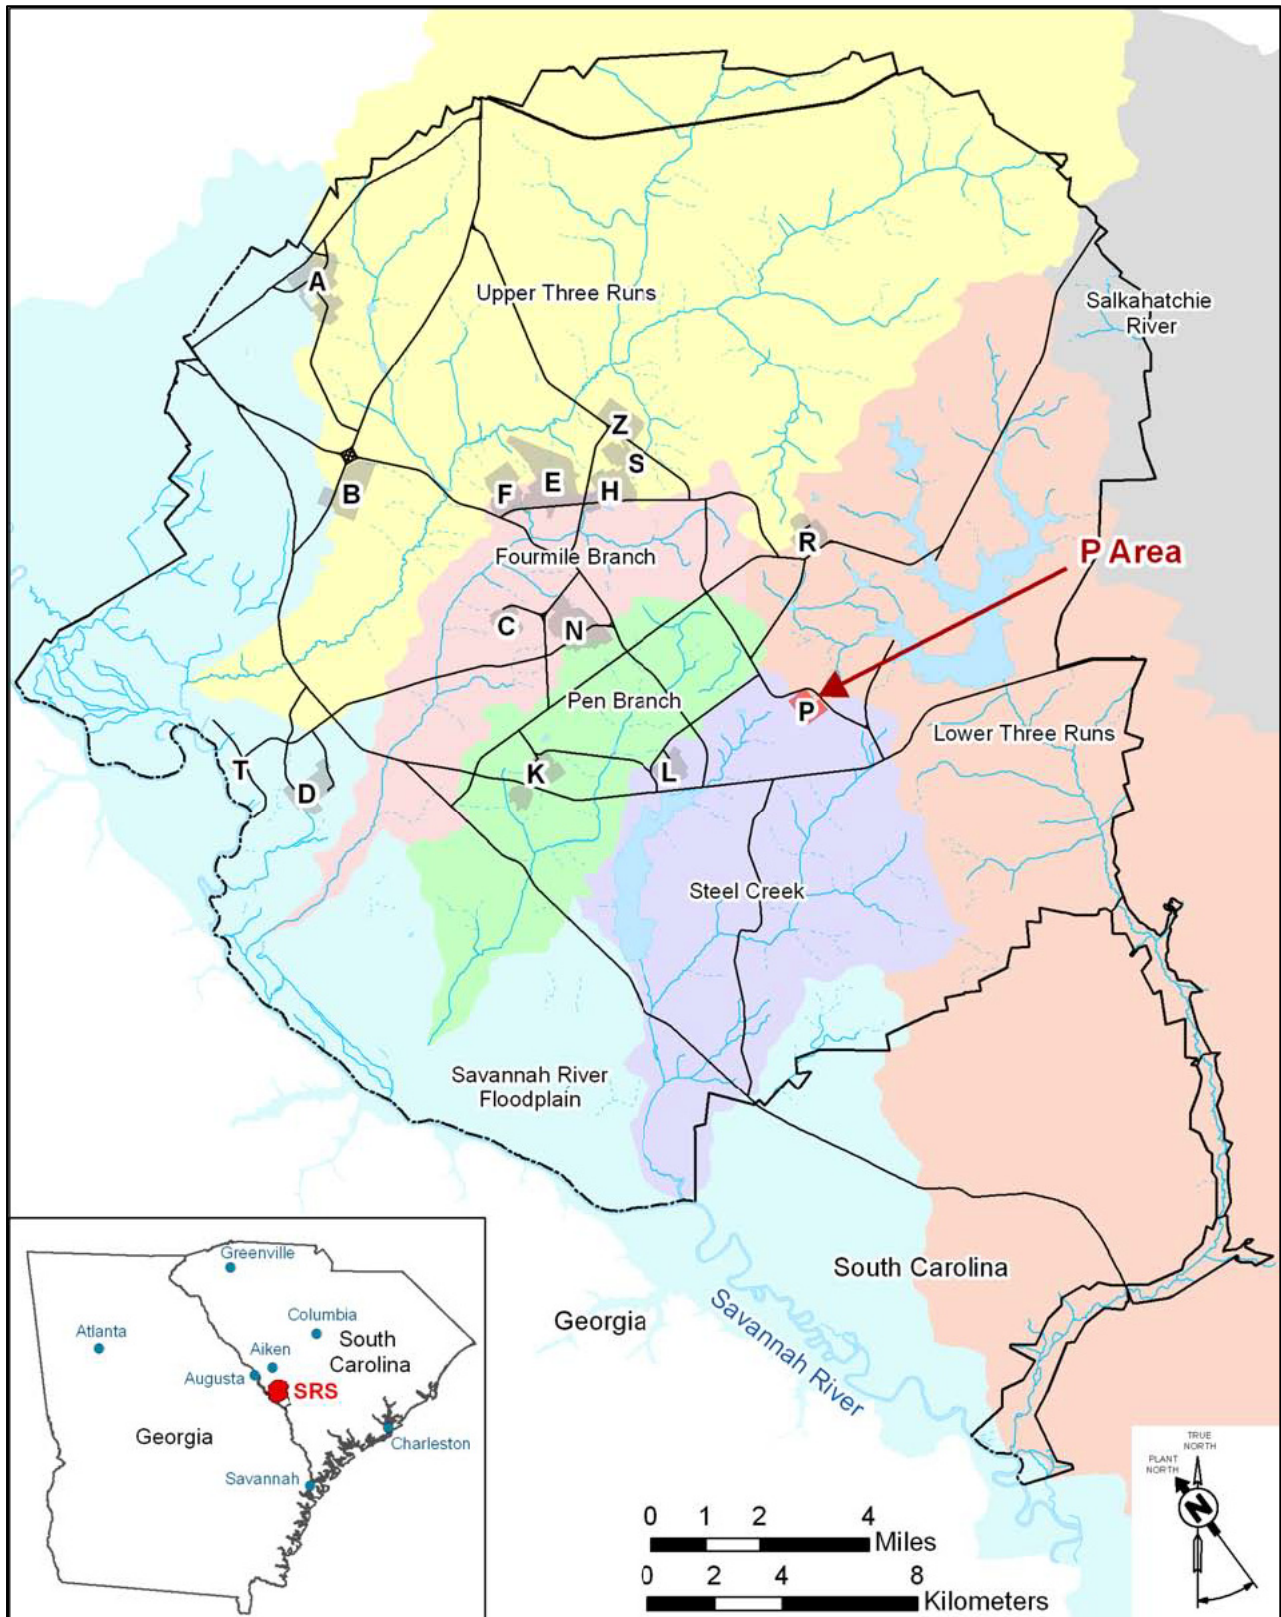 A
Upper Three Runs
Salkahatchie
River
Z
S
B
F
E
H
R
Fourmile Branch
P Area
C
N
Pen Branch
P
Lower Three Runs
T
D
K
L
Steel Creek
Savannah River
Floodplain
South Carolina
Georgia
Savannah River
Greenville
Columbia
Atlanta
South
Carolina
Aiken
Augusta
SRS
Georgia
Charleston
Savannah
0 1 2 4
Miles
0 2 4 8
Kilometers
TRUE
NORTH
PLANT
NORTH
N